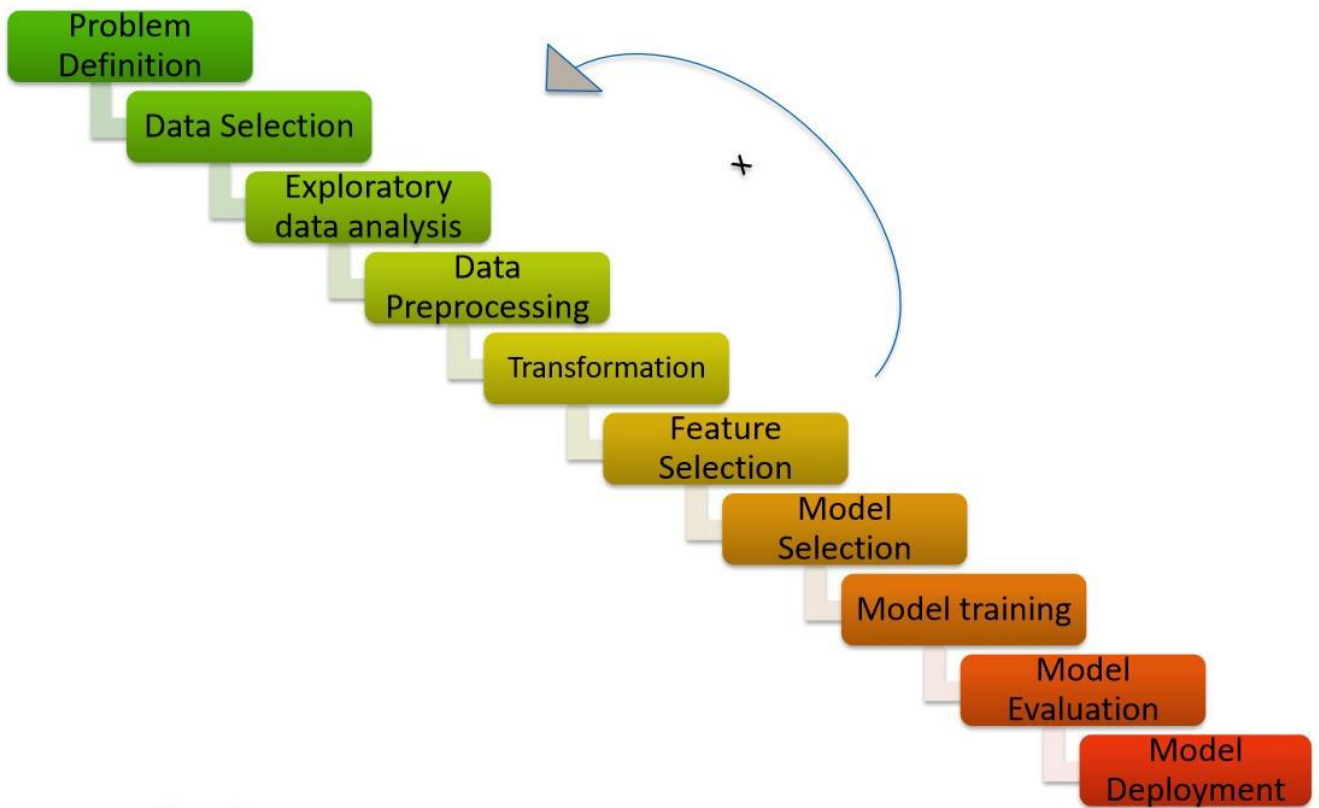 Problem
Definition
Data Selection
Exploratory
data analysis
Data
Preprocessing
x
Transformation
Feature
Selection
Model
Selection
Model training
Model
Evaluation
Model
Deployment